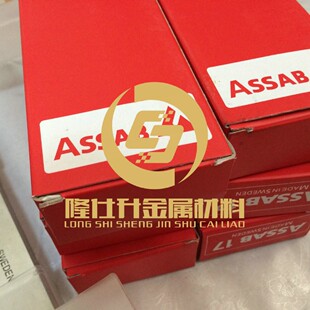 ASSAB
ASSAB
隆仕升金属材料
LONG SHI SHENG JIN SHU CAI LIAO
ASSAB
MADE IN SWEDEN
SWEDEN
ASSAB 17